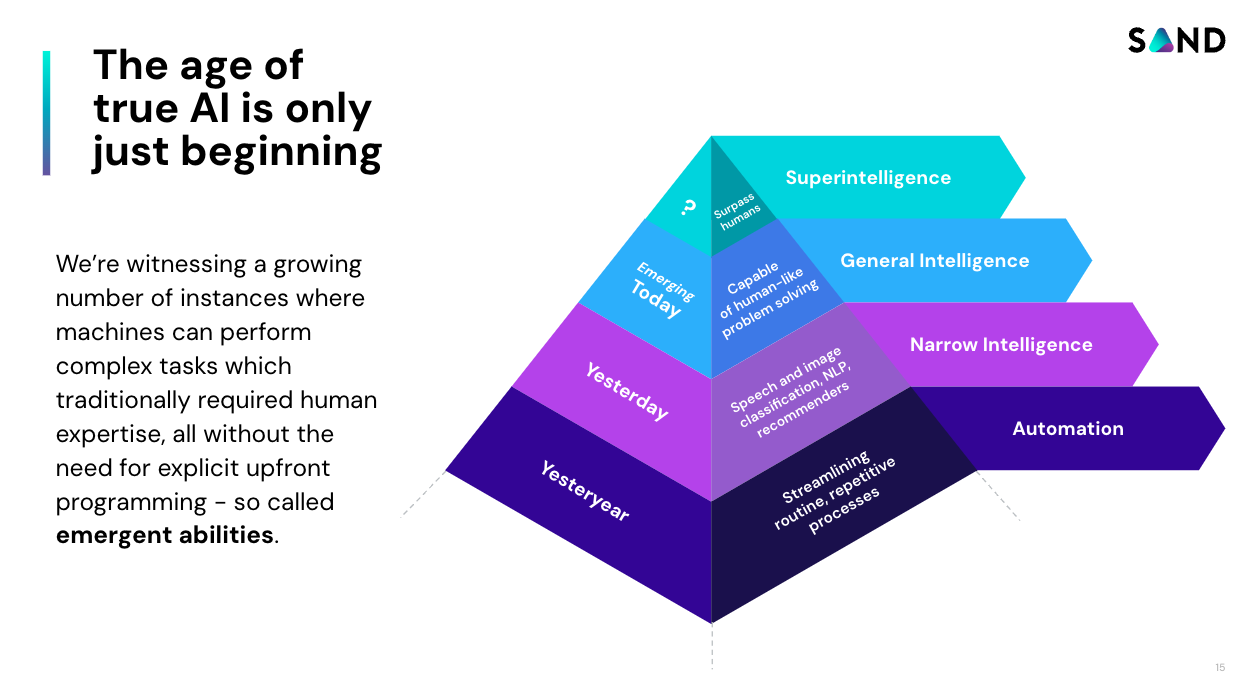 SAND
The age of
true AI is only
just beginning
We’re witnessing a growing
number of instances where
machines can perform
complex tasks which
traditionally required human
expertise, all without the
need for explicit upfront
programming – so called
emergent abilities.
?
Surpass
humans
Superintelligence
Emerging
Today
Capable
of human-like
problem solving
General Intelligence
Yesterday
Speech and image
classification, NLP,
recommenders
Narrow Intelligence
Yesteryear
Streamlining
routine, repetitive
processes
Automation
15